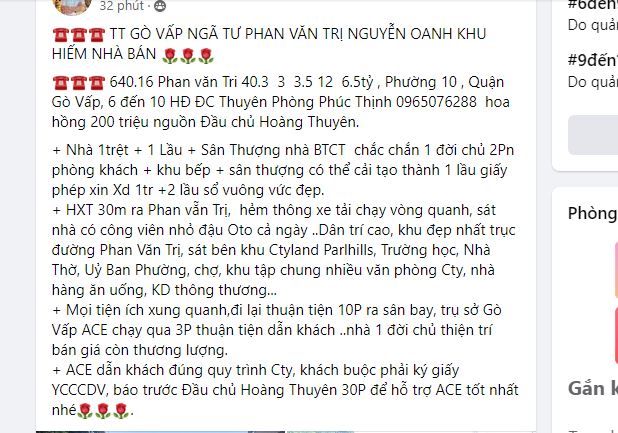 32 phút ·
☎☎☎ TT GÒ VẤP NGÃ TƯ PHAN VĂN TRỊ NGUYỄN OANH KHU
HIẾM NHÀ BÁN 🌹🌹🌹
☎☎☎ 640.16 Phan văn Tri 40.3 3 3.5 12 6.5tỷ , Phường 10 , Quận
Gò Vấp, 6 đến 10 HĐ ĐC Thuyên Phòng Phúc Thịnh 0965076288 hoa
hồng 200 triệu nguồn Đầu chủ Hoàng Thuyên.
+ Nhà 1trệt + 1 Lầu + Sân Thượng nhà BTCT chắc chắn 1 đời chủ 2Pn
phòng khách + khu bếp + sân thượng có thể cải tạo thành 1 lầu giấy
phép xin Xd 1tr +2 lầu sổ vuông vức đẹp.
+ HXT 30m ra Phan vẫn Trị, hẻm thông xe tải chạy vòng quanh, sát
nhà có công viên nhỏ đậu Oto cả ngày ..Dân trí cao, khu đẹp nhất trục
đường Phan Văn Trị, sát bên khu Ctyland Parlhills, Trường học, Nhà
Thờ, Uỷ Ban Phường, chợ, khu tập chung nhiều văn phòng Cty, nhà
hàng ăn uống, KD thông thương...
+ Mọi tiện ích xung quanh,đi lại thuận tiện 10P ra sân bay, trụ sở Gò
Vấp ACE chạy qua 3P thuận tiện dẫn khách ..nhà 1 đời chủ thiện trí
bán giá còn thương lượng.
+ ACE dẫn khách đúng quy trình Cty, khách buộc phải ký giấy
YCCCDV, báo trước Đầu chủ Hoàng Thuyên 30P để hỗ trợ ACE tốt nhất
nhé🌹🌹🌹.
#6đến
Do quản
#9đến1
Do quản
Phòng
Gắn k